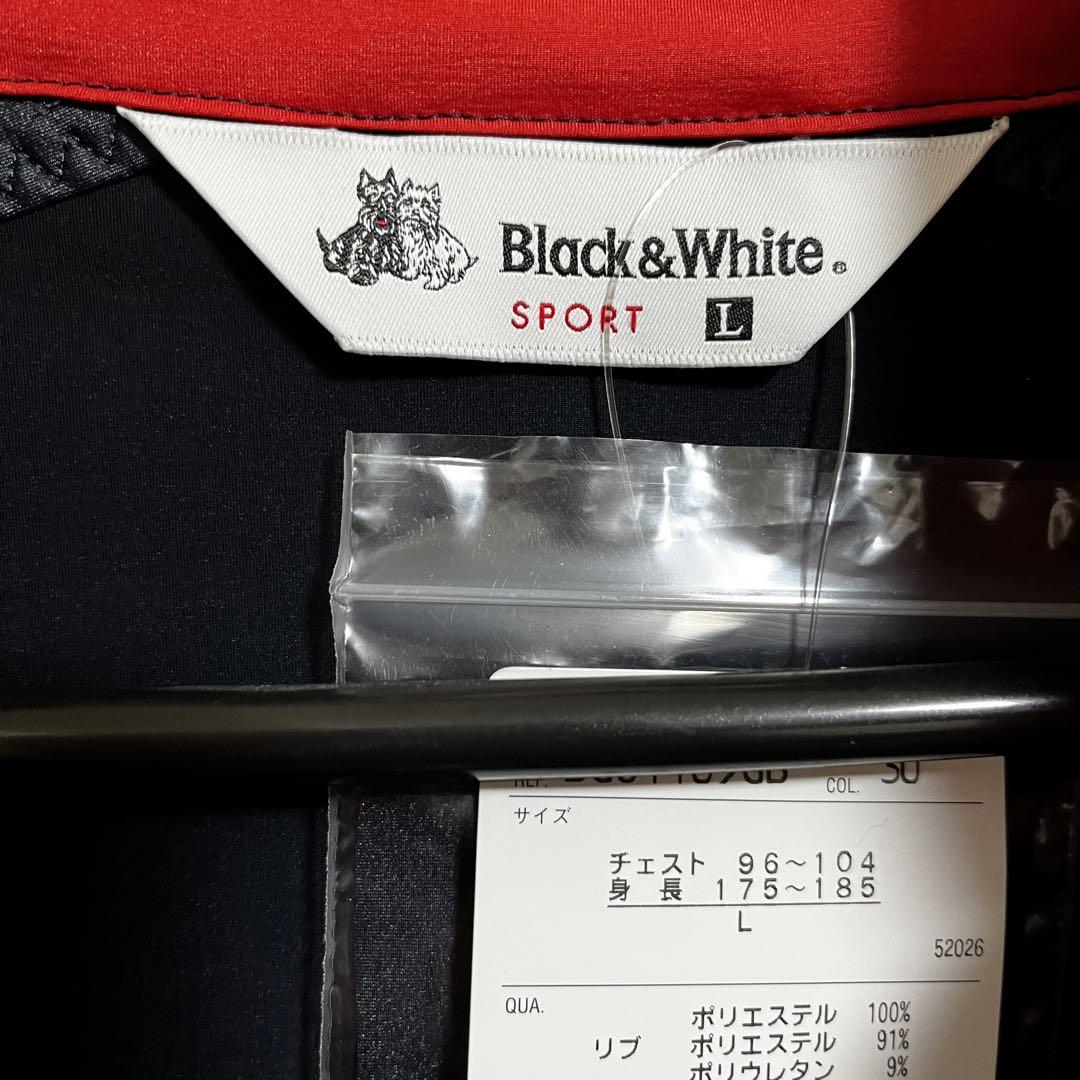 Black&White®
SPORT L
REF. COL. 30
サイズ
チェスト 96～104
身 長 175～185
L
52026
QUA.
ポリエステル 100%
リブ ポリエステル 91%
ポリウレタン 9%